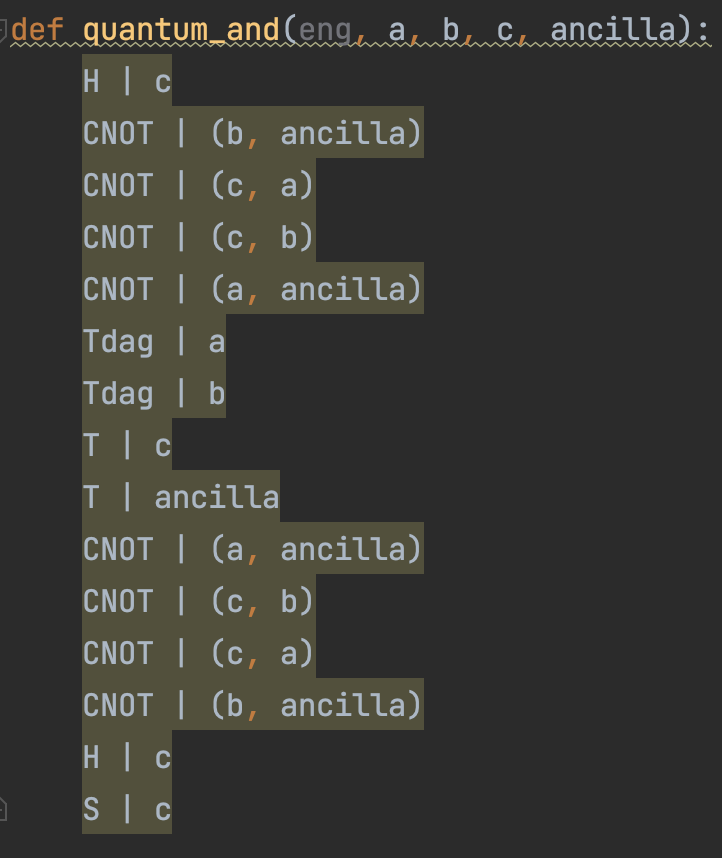 def quantum_and(eng, a, b, c, ancilla):
    H | c
    CNOT | (b, ancilla)
    CNOT | (c, a)
    CNOT | (c, b)
    CNOT | (a, ancilla)
    Tdag | a
    Tdag | b
    T | c
    T | ancilla
    CNOT | (a, ancilla)
    CNOT | (c, b)
    CNOT | (c, a)
    CNOT | (b, ancilla)
    H | c
    S | c